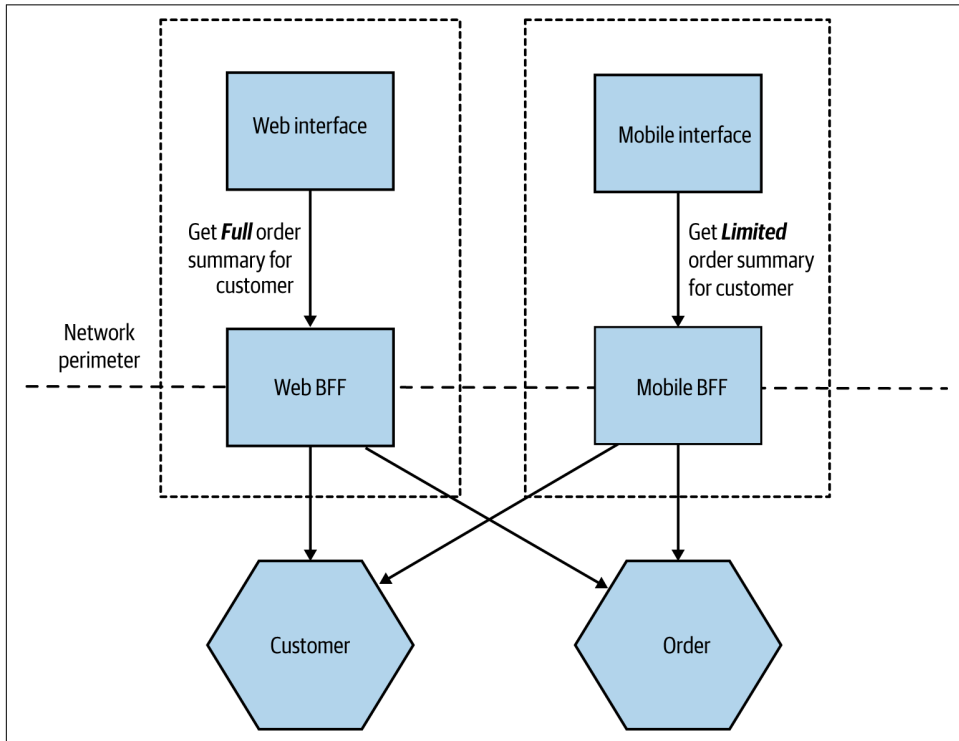 Web interface
Mobile interface
Get Full order
summary for
customer
Get Limited
order summary
for customer
Network
perimeter
Web BFF
Mobile BFF
Customer
Order